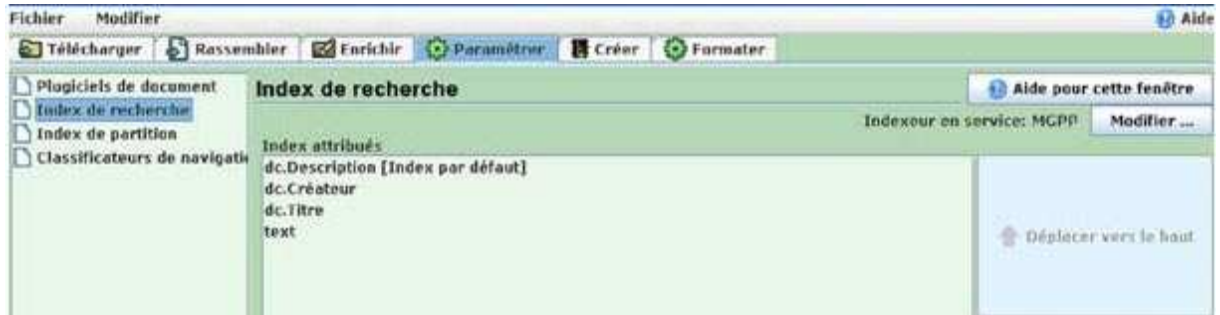 Fichier Modifier Aide
Télécharger Rassembler Enrichir Paramétrer Créer Formater
Plugiciels de document
Index de recherche
Index de partition
Classificateurs de navigati
Index de recherche
Aide pour cette fenêtre
Indexeur en service: MGPP Modifier ...
Index attribués
dc.Description [Index par défaut]
dc.Créateur
dc.Titre
text
Déplacer vers le haut